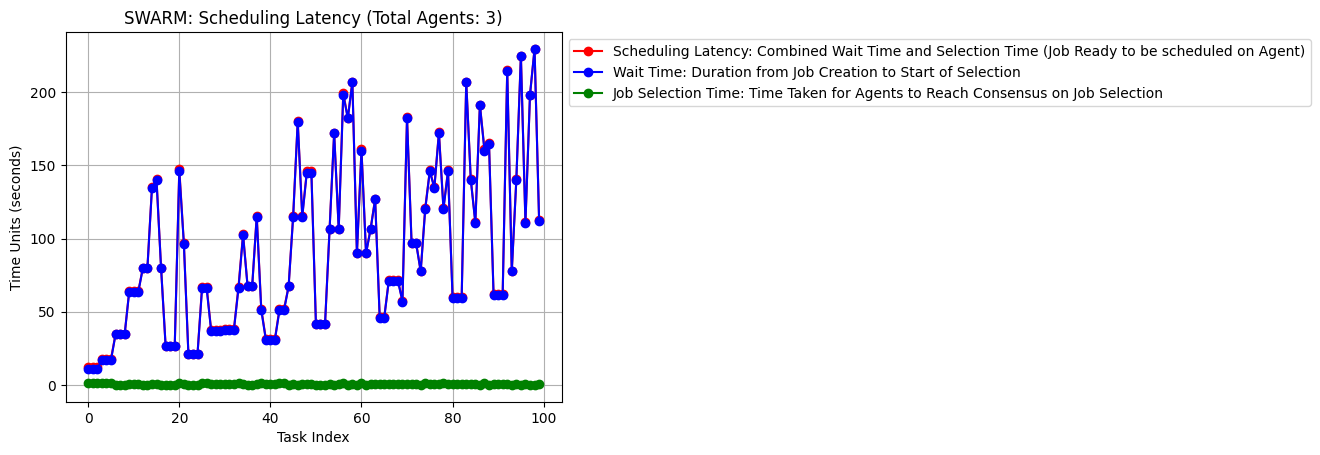 SWARM: Scheduling Latency (Total Agents: 3)
Scheduling Latency: Combined Wait Time and Selection Time (Job Ready to be scheduled on Agent)
Wait Time: Duration from Job Creation to Start of Selection
Job Selection Time: Time Taken for Agents to Reach Consensus on Job Selection
Time Units (seconds)
200
150
100
50
0
0 20 40 60 80 100
Task Index